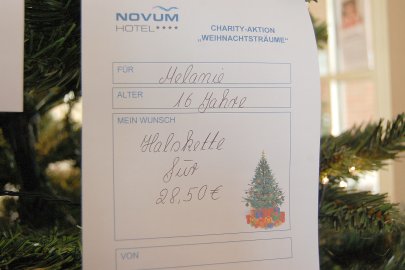 NOVUM
HOTEL ★★★★
CHARITY-AKTION
„WEIHNACHTSTRÄUME"
FÜR Melanie
ALTER 16 Jahre
MEIN WUNSCH
Halskette
für
28,50€
VON